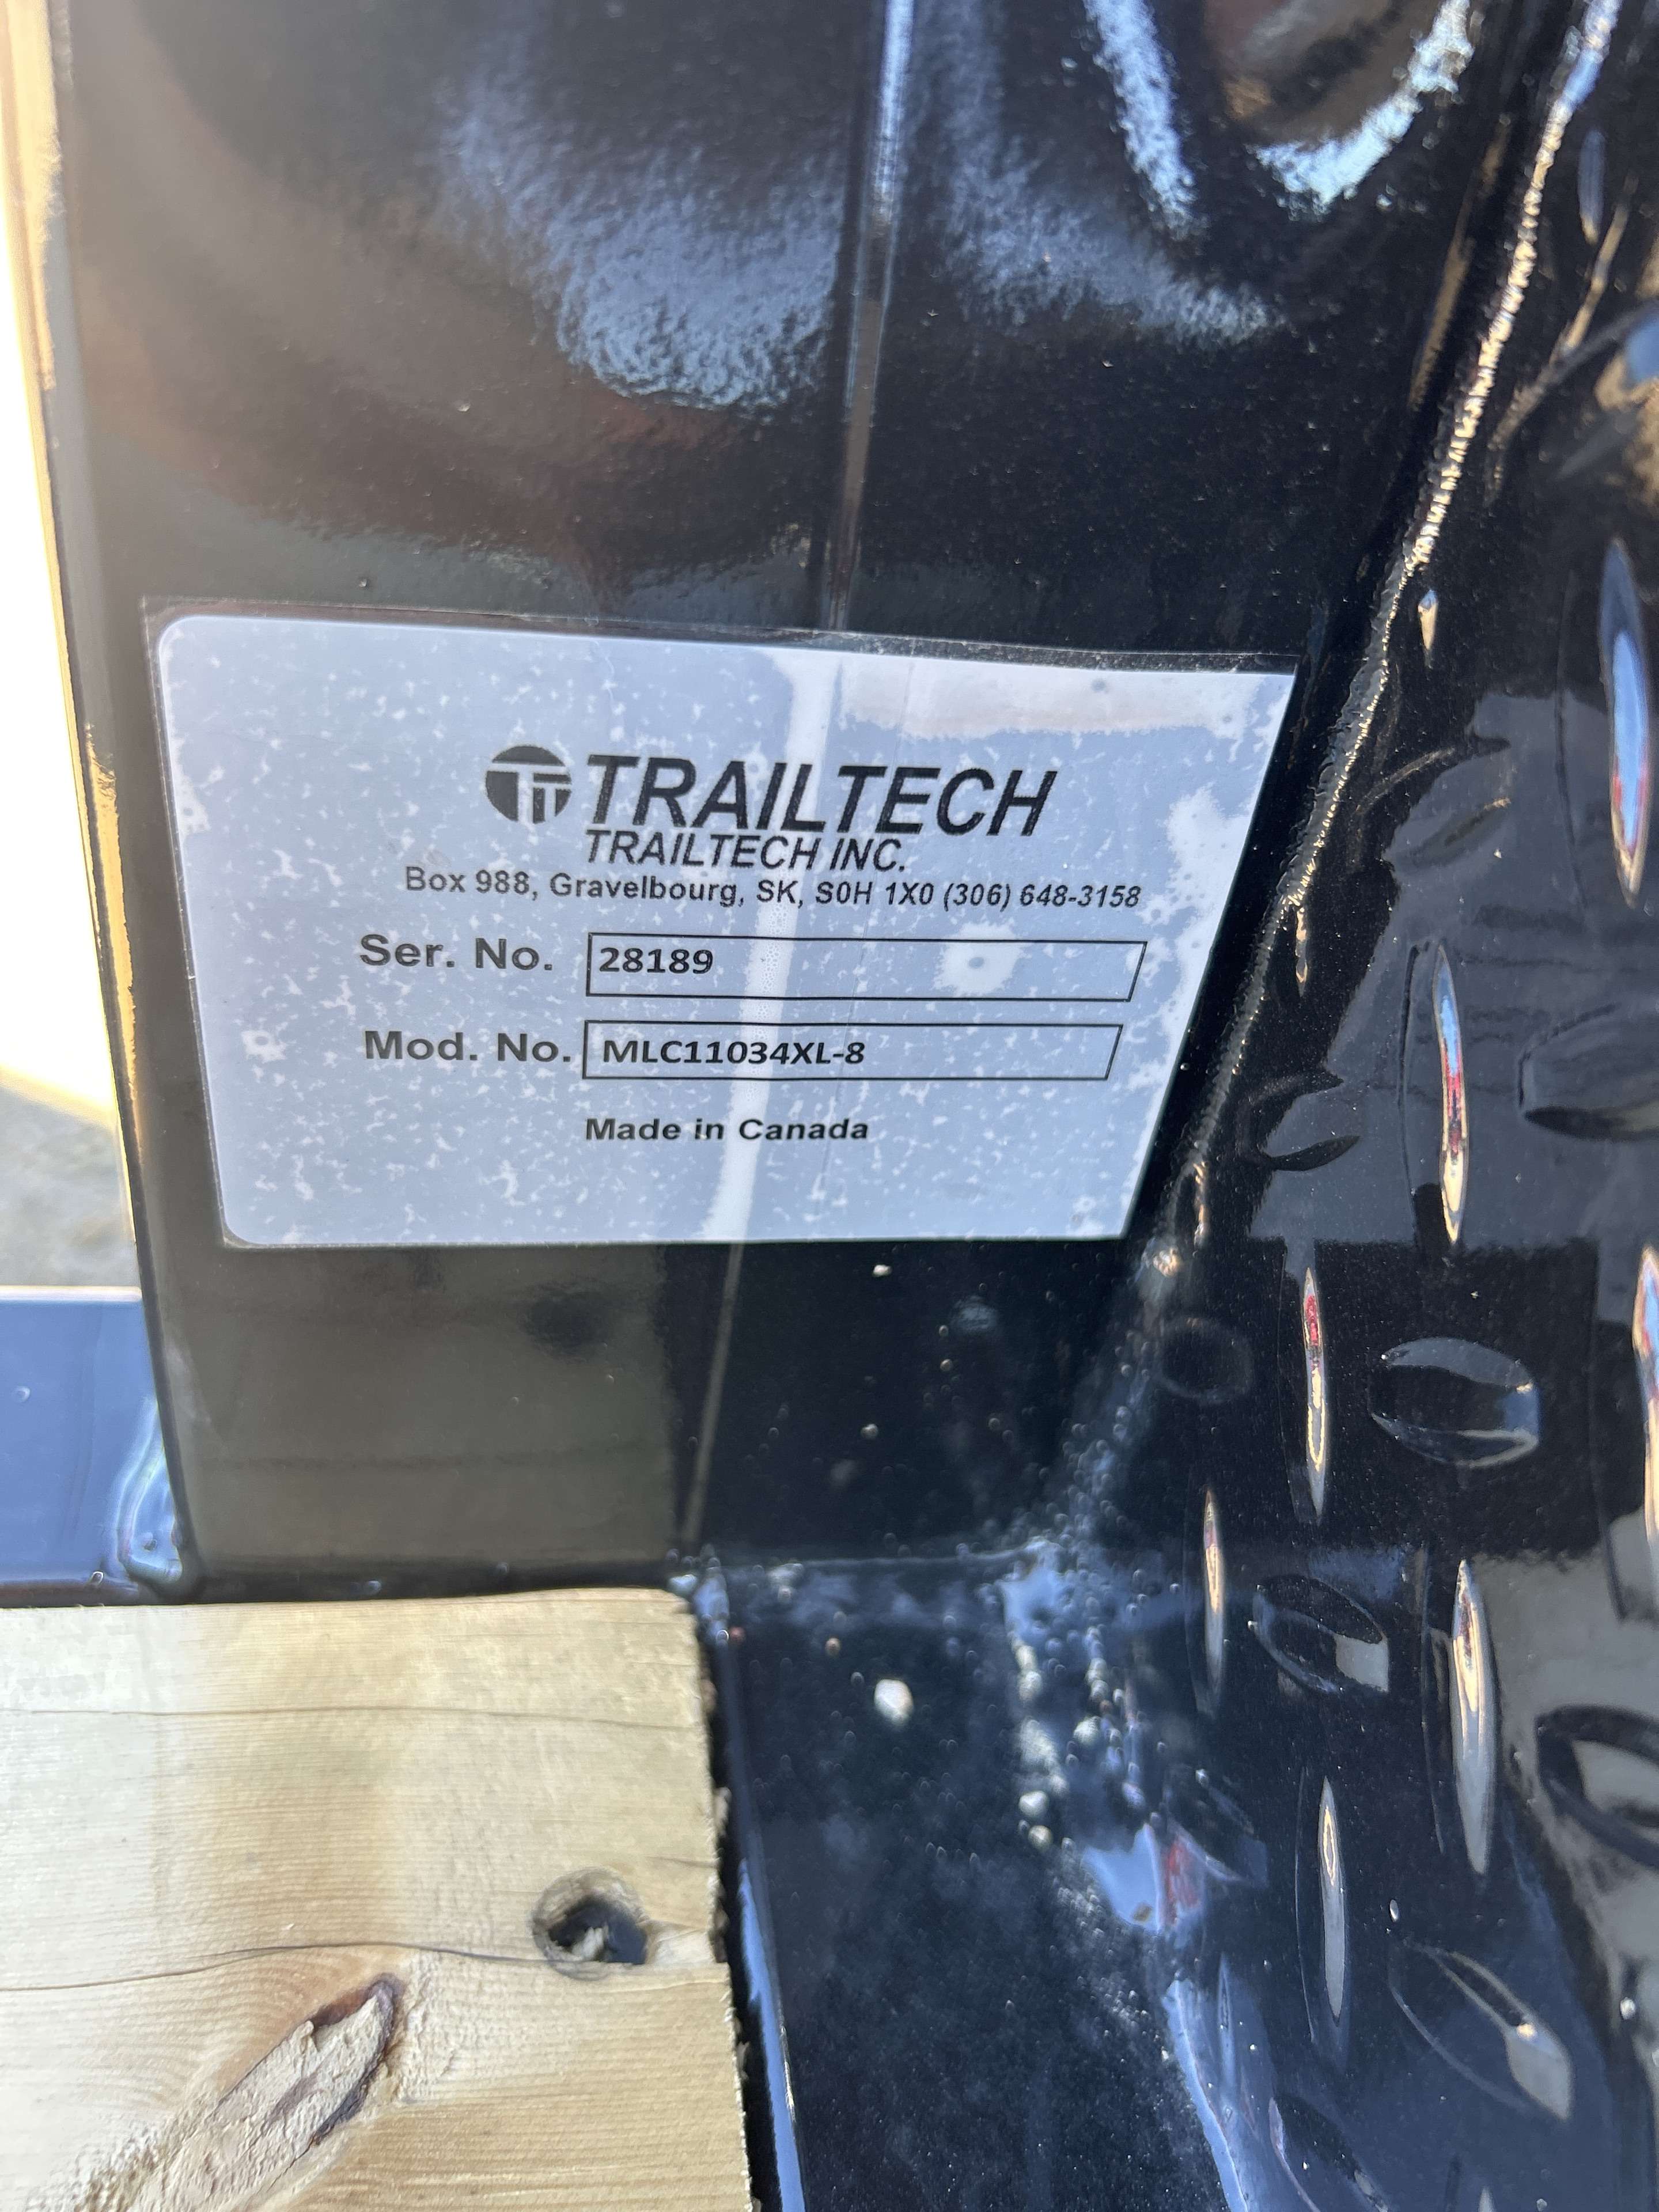 TRAILTECH
TRAILTECH INC.
Box 988, Gravelbourg, SK, S0H 1X0 (306) 648-3158
Ser. No. 28189
Mod. No. MLC11034XL-8
Made in Canada